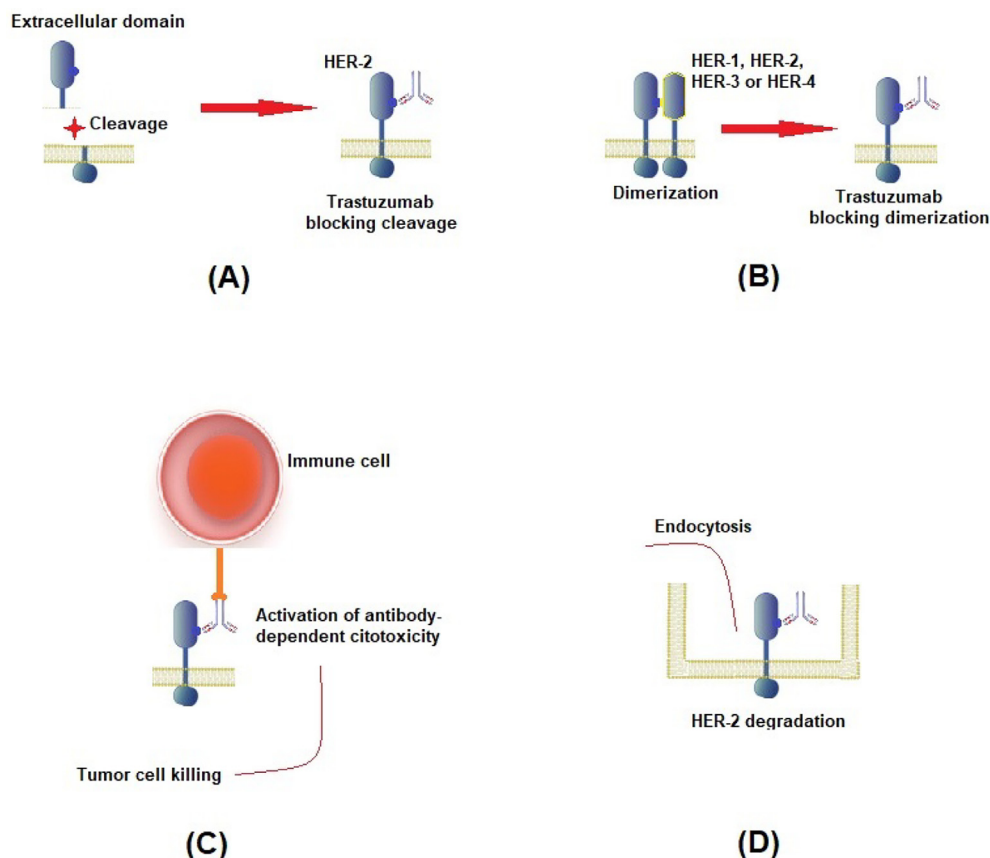 Extracellular domain
Cleavage
HER-2
Trastuzumab
blocking cleavage
(A)
HER-1, HER-2,
HER-3 or HER-4
Dimerization
Trastuzumab
blocking dimerization
(B)
Immune cell
Activation of antibody-
dependent citotoxicity
Tumor cell killing
(C)
Endocytosis
HER-2 degradation
(D)